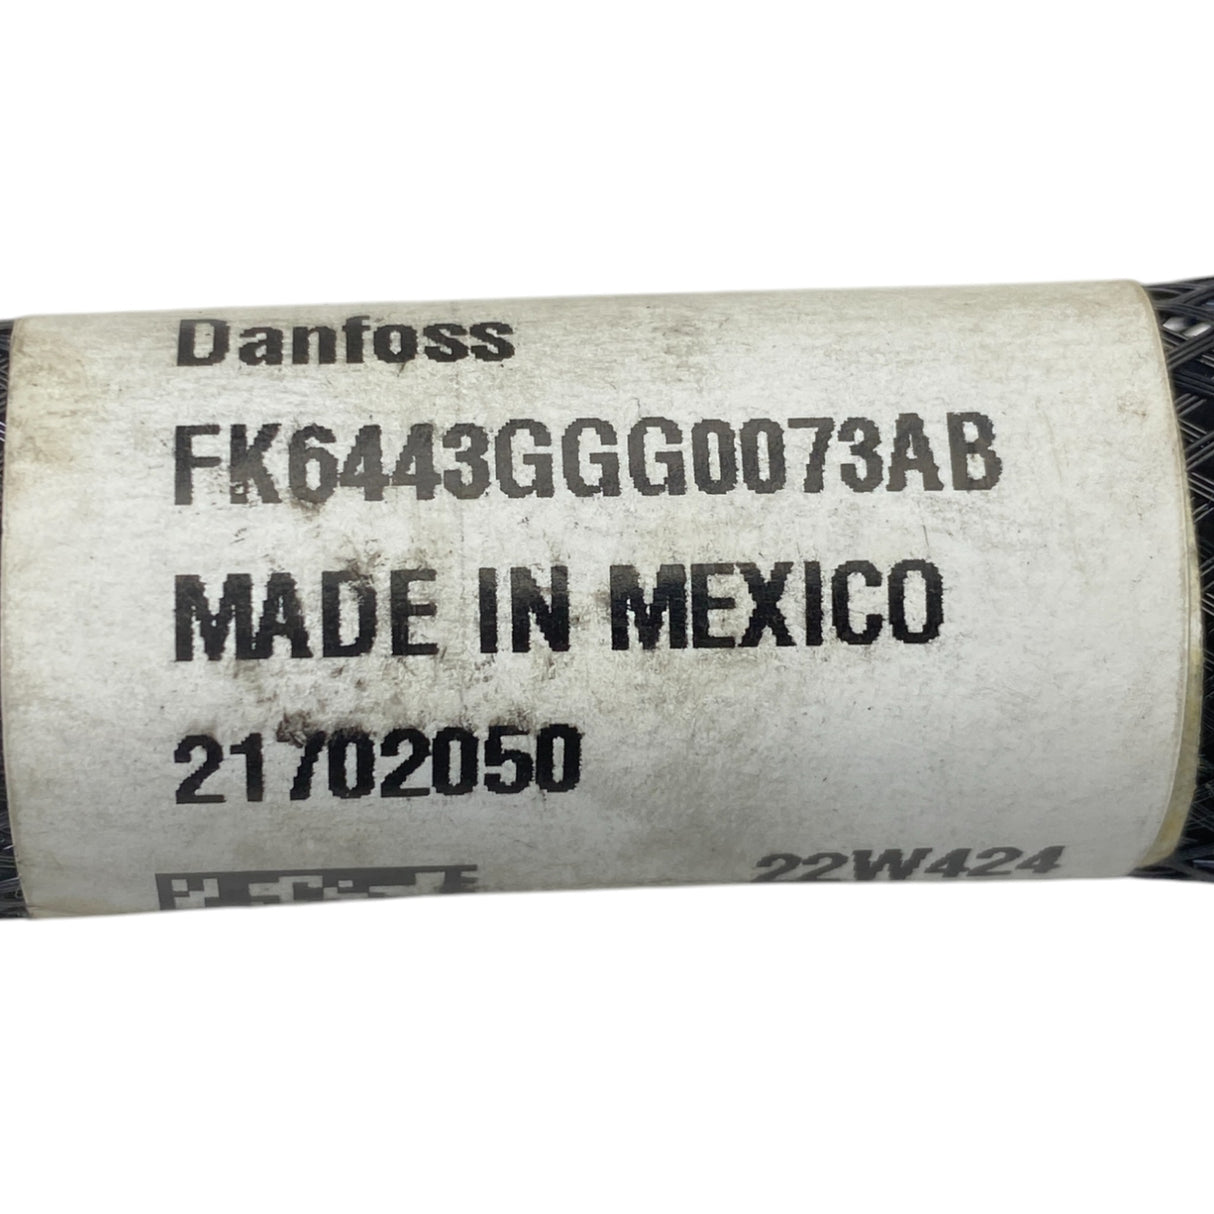 Danfoss
FK6443GGG0073AB
MADE IN MEXICO
21702050
22W424